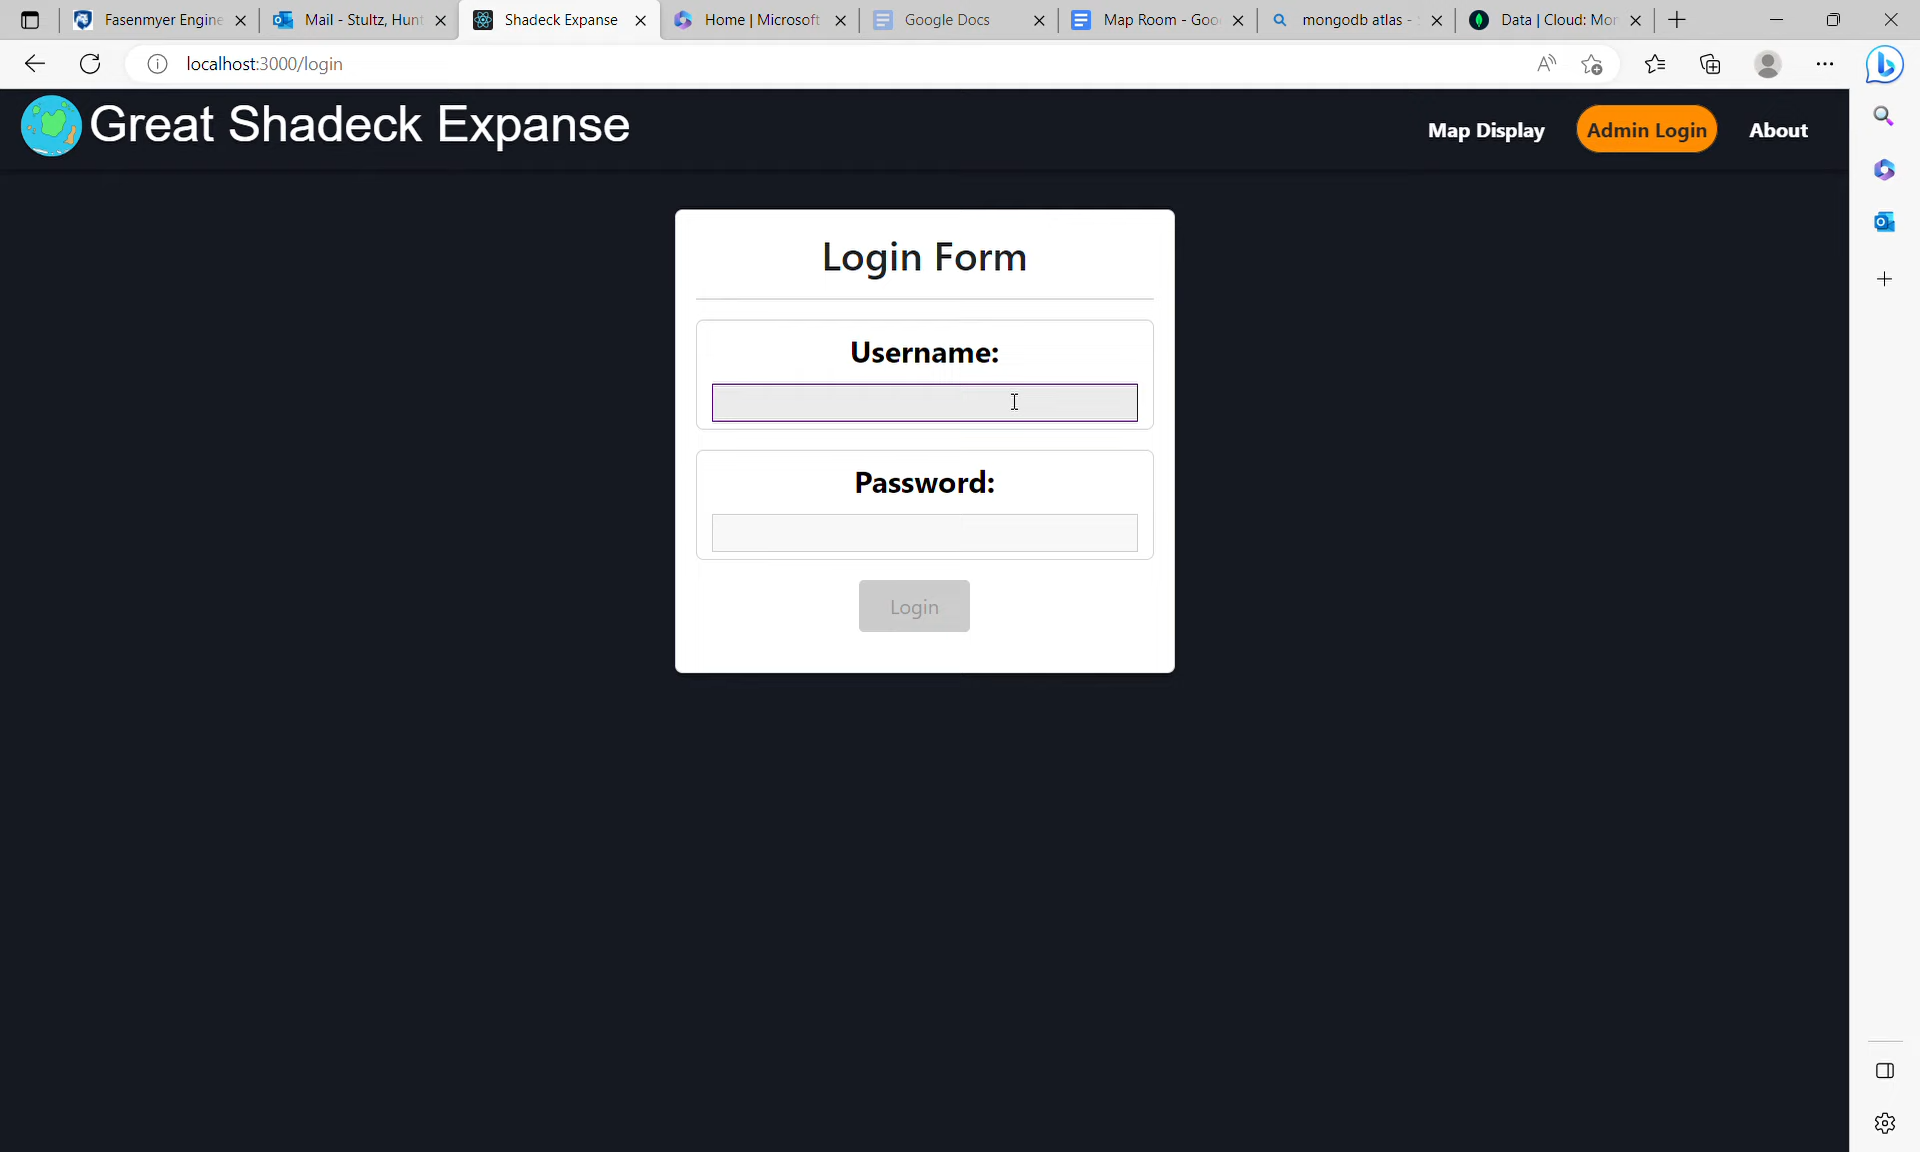 Fasenmyer Engine
Mail - Stultz, Hunt
Shadeck Expanse
Home | Microsoft
Google Docs
Map Room - Goo
mongodb atlas -
Data | Cloud: Mon
localhost:3000/login
Great Shadeck Expanse
Map Display
Admin Login
About
Login Form
Username:
Password:
Login